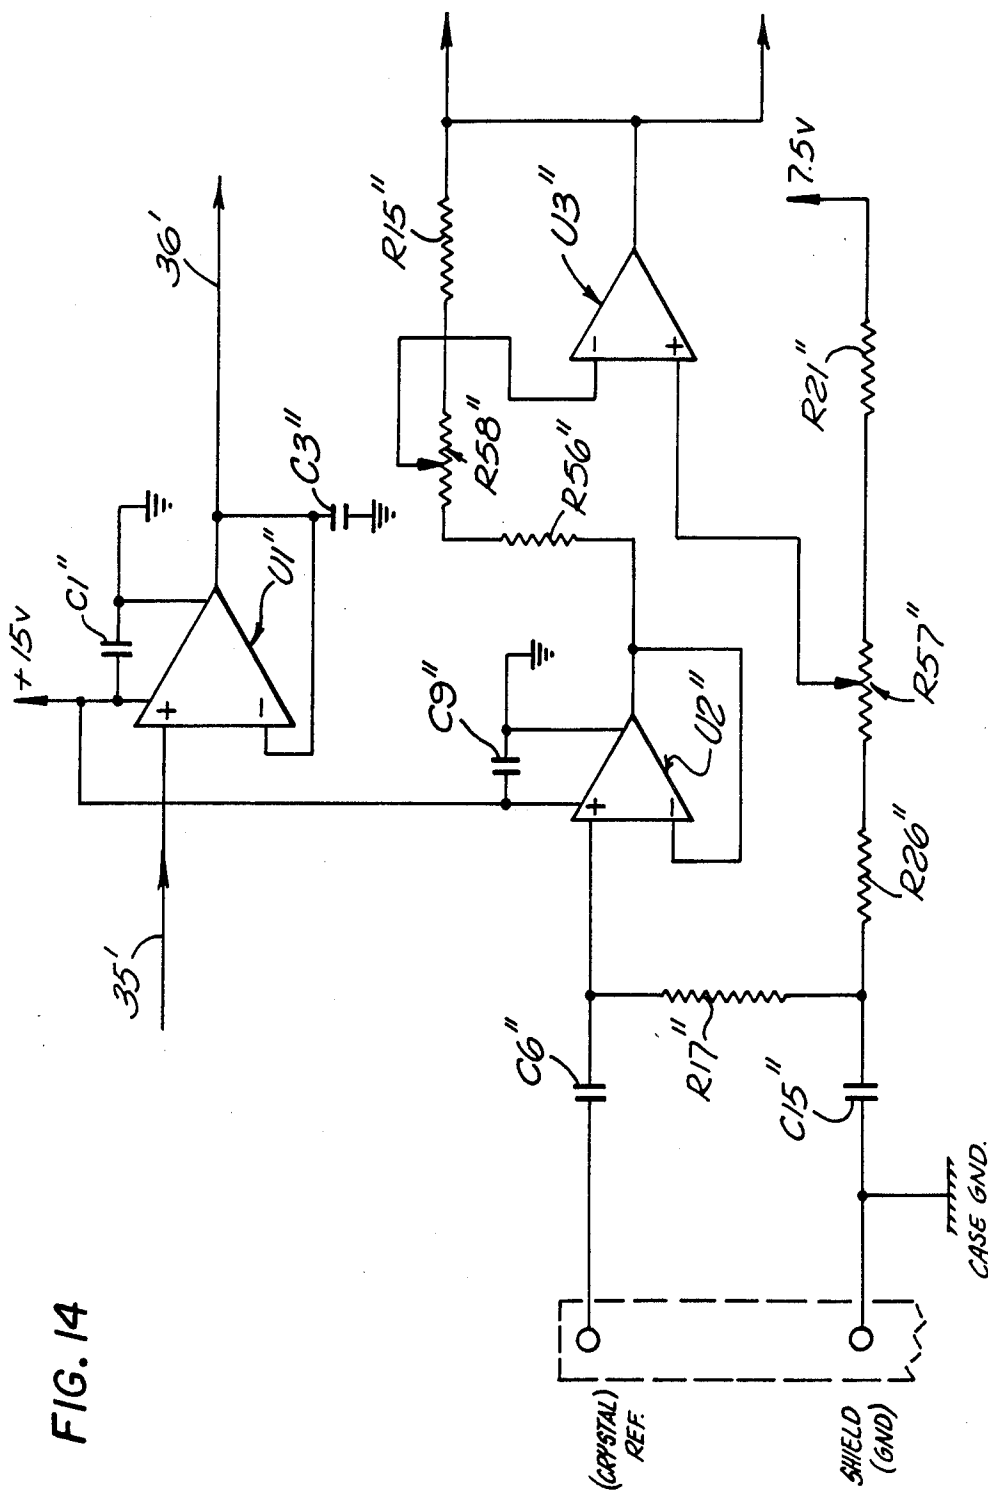 FIG. 14
35'
36'
+15v
C1"
U1"
C3"
C9"
U2"
R15"
R58"
R56"
U3"
7.5v
R21"
R57"
R26"
R17"
C6"
C15"
(CRYSTAL)
REF.
SHIELD
(GND)
CASE GND.
+
−
+
−
−
+